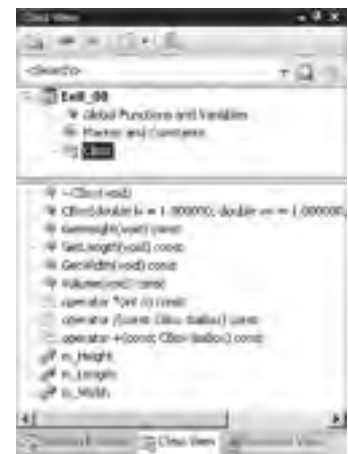 Class View
<Search>
Ex8_08
Global Functions and Variables
Macros and Constants
CBox
~CBox(void)
CBox(double lv = 1.000000, double wv = 1.000000,
GetHeight(void) const
GetLength(void) const
GetWidth(void) const
Volume(void) const
operator *(int n) const
operator /(const CBox &aBox) const
operator +(const CBox &aBox) const
m_Height
m_Length
m_Width
Class View